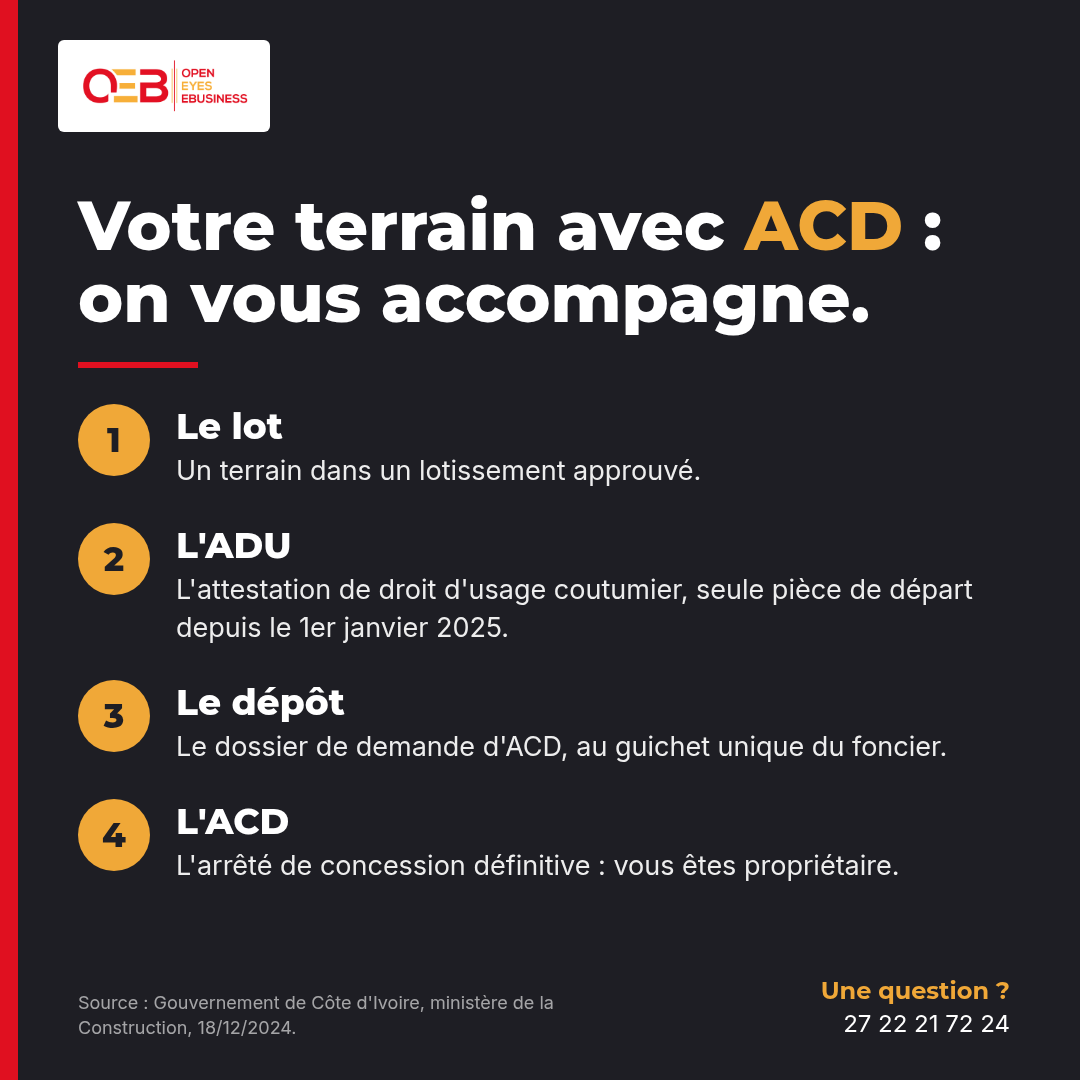 OEB
OPEN
EYES
EBUSINESS
Votre terrain avec ACD :
on vous accompagne.
1
Le lot
Un terrain dans un lotissement approuvé.
2
L'ADU
L'attestation de droit d'usage coutumier, seule pièce de départ
depuis le 1er janvier 2025.
3
Le dépôt
Le dossier de demande d'ACD, au guichet unique du foncier.
4
L'ACD
L'arrêté de concession définitive : vous êtes propriétaire.
Source : Gouvernement de Côte d'Ivoire, ministère de la
Construction, 18/12/2024.
Une question ?
27 22 21 72 24